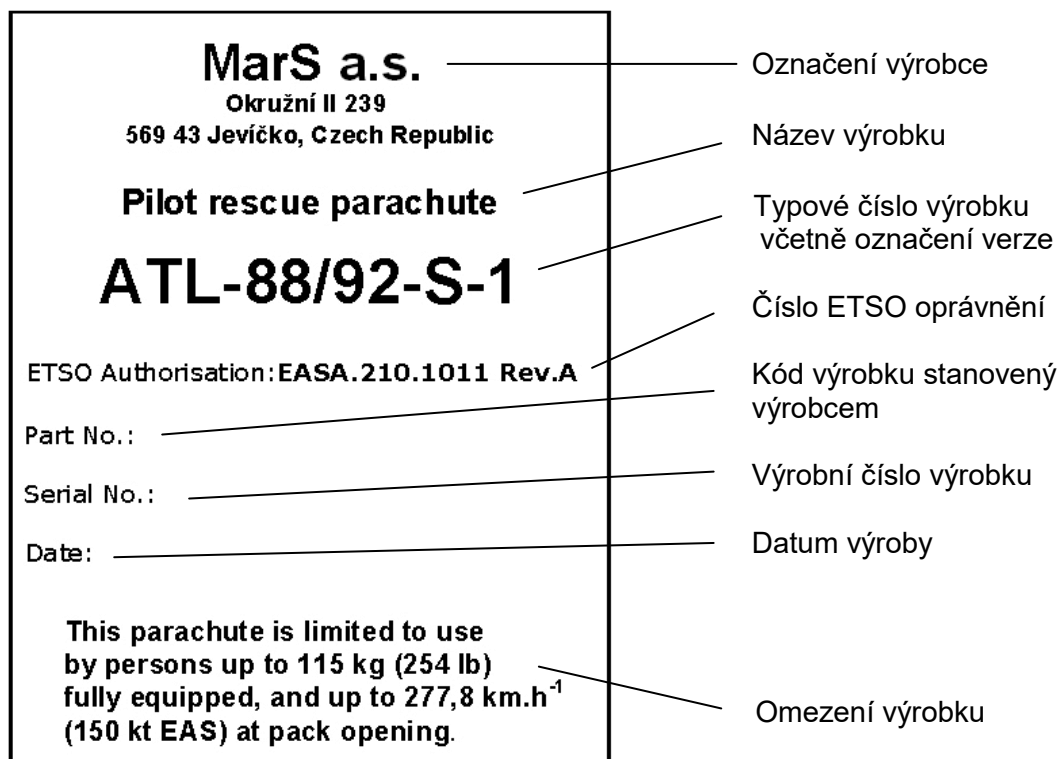 MarS a.s.
Okružní II 239
569 43 Jevíčko, Czech Republic
Pilot rescue parachute
ATL-88/92-S-1
ETSO Authorisation:EASA.210.1011 Rev.A
Part No.:
Serial No.:
Date:
This parachute is limited to use
by persons up to 115 kg (254 lb)
fully equipped, and up to 277,8 km.h⁻¹
(150 kt EAS) at pack opening.
Označení výrobce
Název výrobku
Typové číslo výrobku
včetně označení verze
Číslo ETSO oprávnění
Kód výrobku stanovený
výrobcem
Výrobní číslo výrobku
Datum výroby
Omezení výrobku